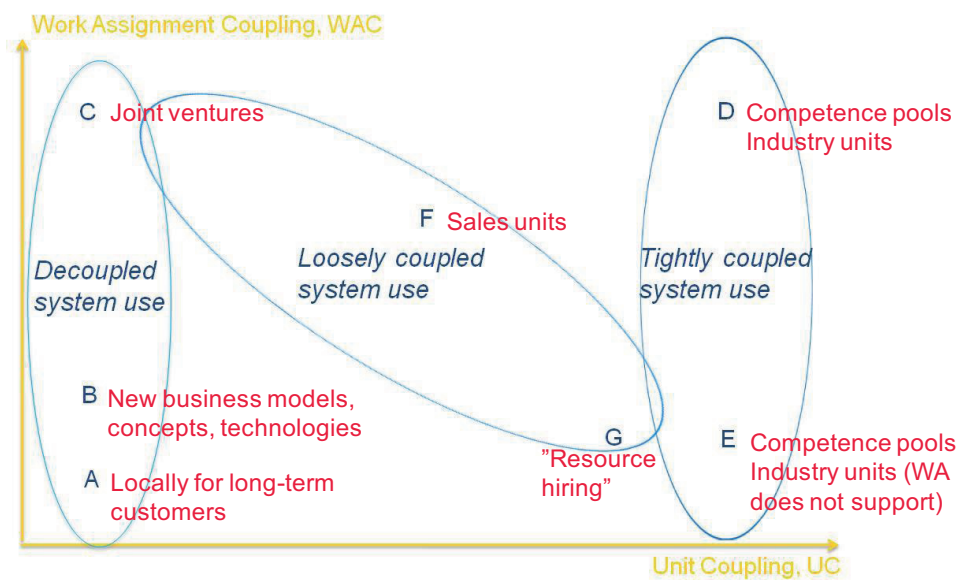 Work Assignment Coupling, WAC
C Joint ventures
D Competence pools
Industry units
F Sales units
Decoupled
system use
Loosely coupled
system use
Tightly coupled
system use
B New business models,
concepts, technologies
A Locally for long-term
customers
G
”Resource
hiring”
E Competence pools
Industry units (WA
does not support)
Unit Coupling, UC